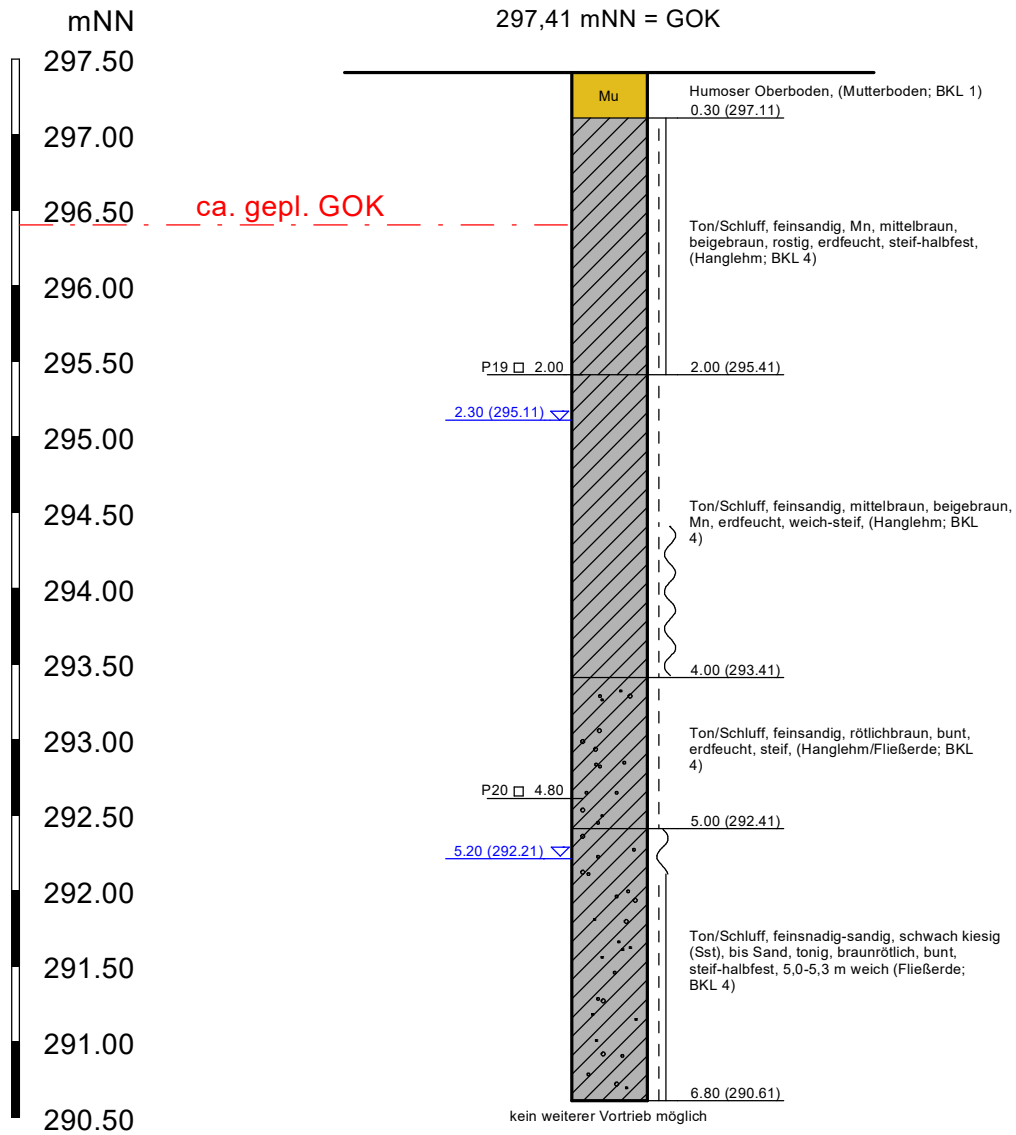 mNN
297,41 mNN = GOK
297.50
297.00
296.50
296.00
295.50
295.00
294.50
294.00
293.50
293.00
292.50
292.00
291.50
291.00
290.50
ca. gepl. GOK
Mu
Humoser Oberboden, (Mutterboden; BKL 1)
0.30 (297.11)
Ton/Schluff, feinsandig, Mn, mittelbraun,
beigebraun, rostig, erdfeucht, steif-halbfest,
(Hanglehm; BKL 4)
P19 2.00
2.00 (295.41)
2.30 (295.11)
Ton/Schluff, feinsandig, mittelbraun, beigebraun,
Mn, erdfeucht, weich-steif, (Hanglehm; BKL
4)
4.00 (293.41)
Ton/Schluff, feinsandig, rötlichbraun, bunt,
erdfeucht, steif, (Hanglehm/Fließerde; BKL
4)
P20 4.80
5.00 (292.41)
5.20 (292.21)
Ton/Schluff, feinsnadig-sandig, schwach kiesig
(Sst), bis Sand, tonig, braunrötlich, bunt,
steif-halbfest, 5,0-5,3 m weich (Fließerde;
BKL 4)
6.80 (290.61)
kein weiterer Vortrieb möglich